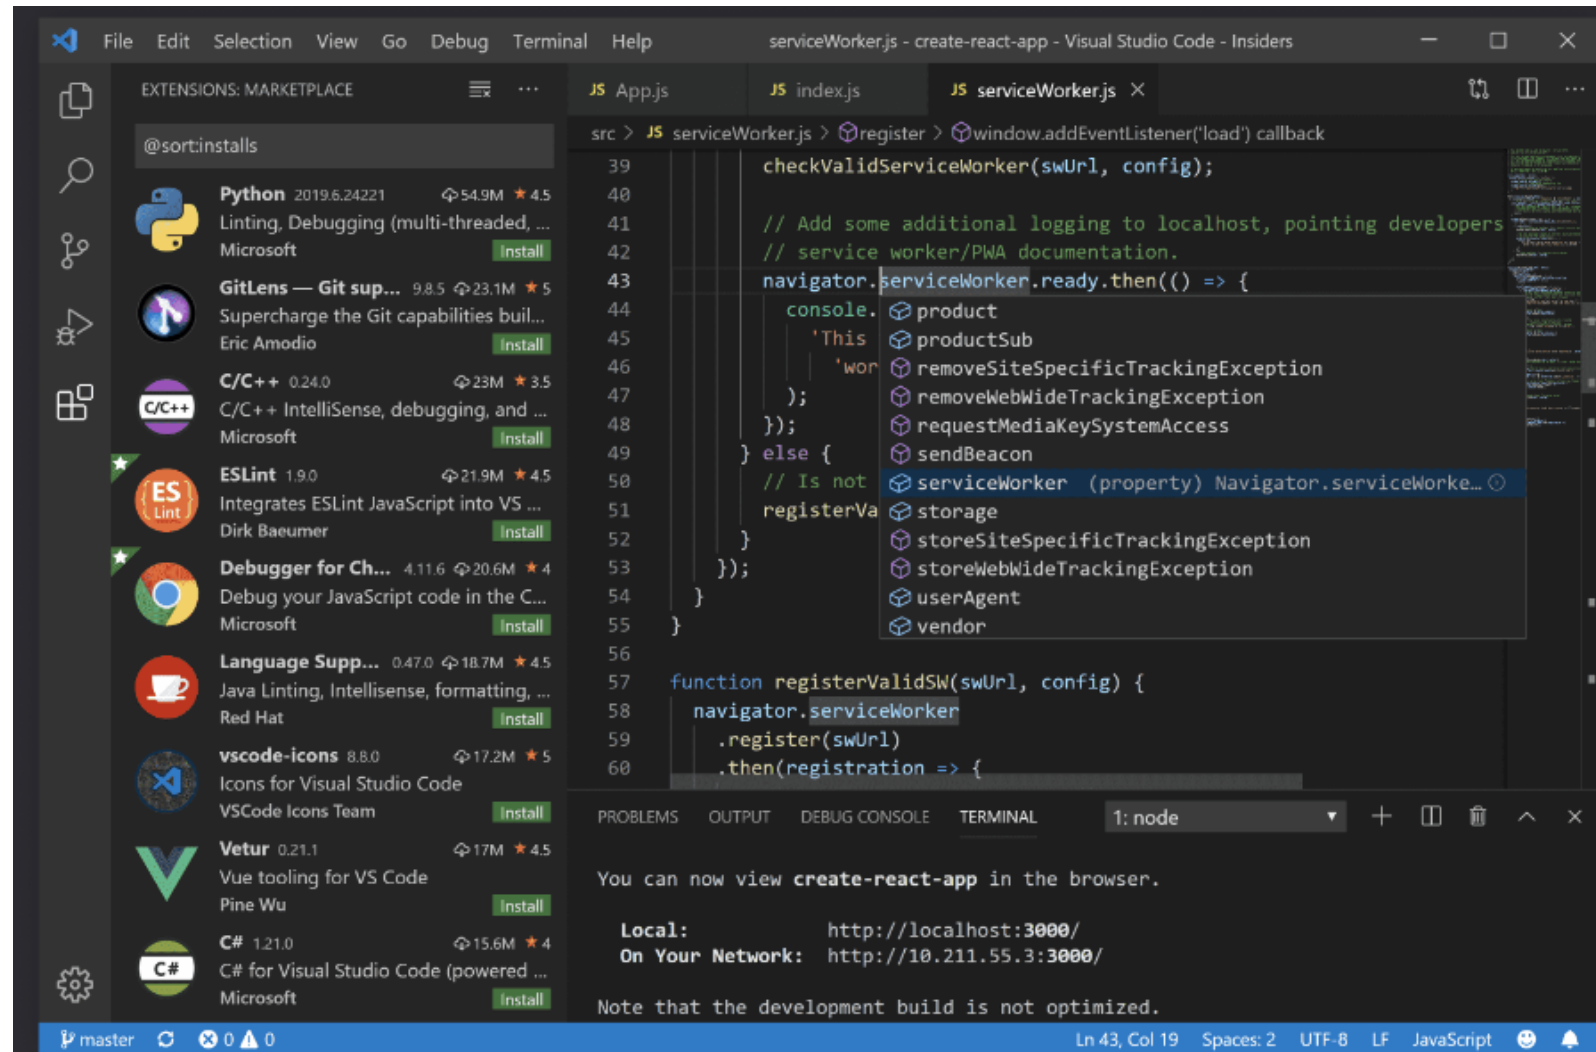 File Edit Selection View Go Debug Terminal Help serviceWorker.js - create-react-app - Visual Studio Code - Insiders
EXTENSIONS: MARKETPLACE
@sort:installs
Python 2019.6.24221 54.9M 4.5
Linting, Debugging (multi-threaded, ...
Microsoft Install
GitLens — Git sup... 9.8.5 23.1M 5
Supercharge the Git capabilities buil...
Eric Amodio Install
C/C++
C/C++ 0.24.0 23M 3.5
C/C++ IntelliSense, debugging, and ...
Microsoft Install
ES
Lint
ESLint 1.9.0 21.9M 4.5
Integrates ESLint JavaScript into VS ...
Dirk Baeumer Install
Debugger for Ch... 4.11.6 20.6M 4
Debug your JavaScript code in the C...
Microsoft Install
Language Supp... 0.47.0 18.7M 4.5
Java Linting, Intellisense, formatting, ...
Red Hat Install
vscode-icons 8.8.0 17.2M 5
Icons for Visual Studio Code
VSCode Icons Team Install
Vetur 0.21.1 17M 4.5
Vue tooling for VS Code
Pine Wu Install
C#
C# 1.21.0 15.6M 4
C# for Visual Studio Code (powered ...
Microsoft Install
JS App.js JS index.js JS serviceWorker.js
src > JS serviceWorker.js > register > window.addEventListener('load') callback
39 checkValidServiceWorker(swUrl, config);
40
41 // Add some additional logging to localhost, pointing developers
42 // service worker/PWA documentation.
43 navigator.serviceWorker.ready.then(() => {
44 console.
45 'This
46 'wor
47 );
48 });
49 } else {
50 // Is not
51 registerVa
52 }
53 });
54 }
55 }
56
57 function registerValidSW(swUrl, config) {
58 navigator.serviceWorker
59 .register(swUrl)
60 .then(registration => {
product
productSub
removeSiteSpecificTrackingException
removeWebWideTrackingException
requestMediaKeySystemAccess
sendBeacon
serviceWorker (property) Navigator.serviceWorke...
storage
storeSiteSpecificTrackingException
storeWebWideTrackingException
userAgent
vendor
PROBLEMS OUTPUT DEBUG CONSOLE TERMINAL 1: node
You can now view create-react-app in the browser.
Local: http://localhost:3000/
On Your Network: http://10.211.55.3:3000/
Note that the development build is not optimized.
master 0 0 Ln 43, Col 19 Spaces: 2 UTF-8 LF JavaScript